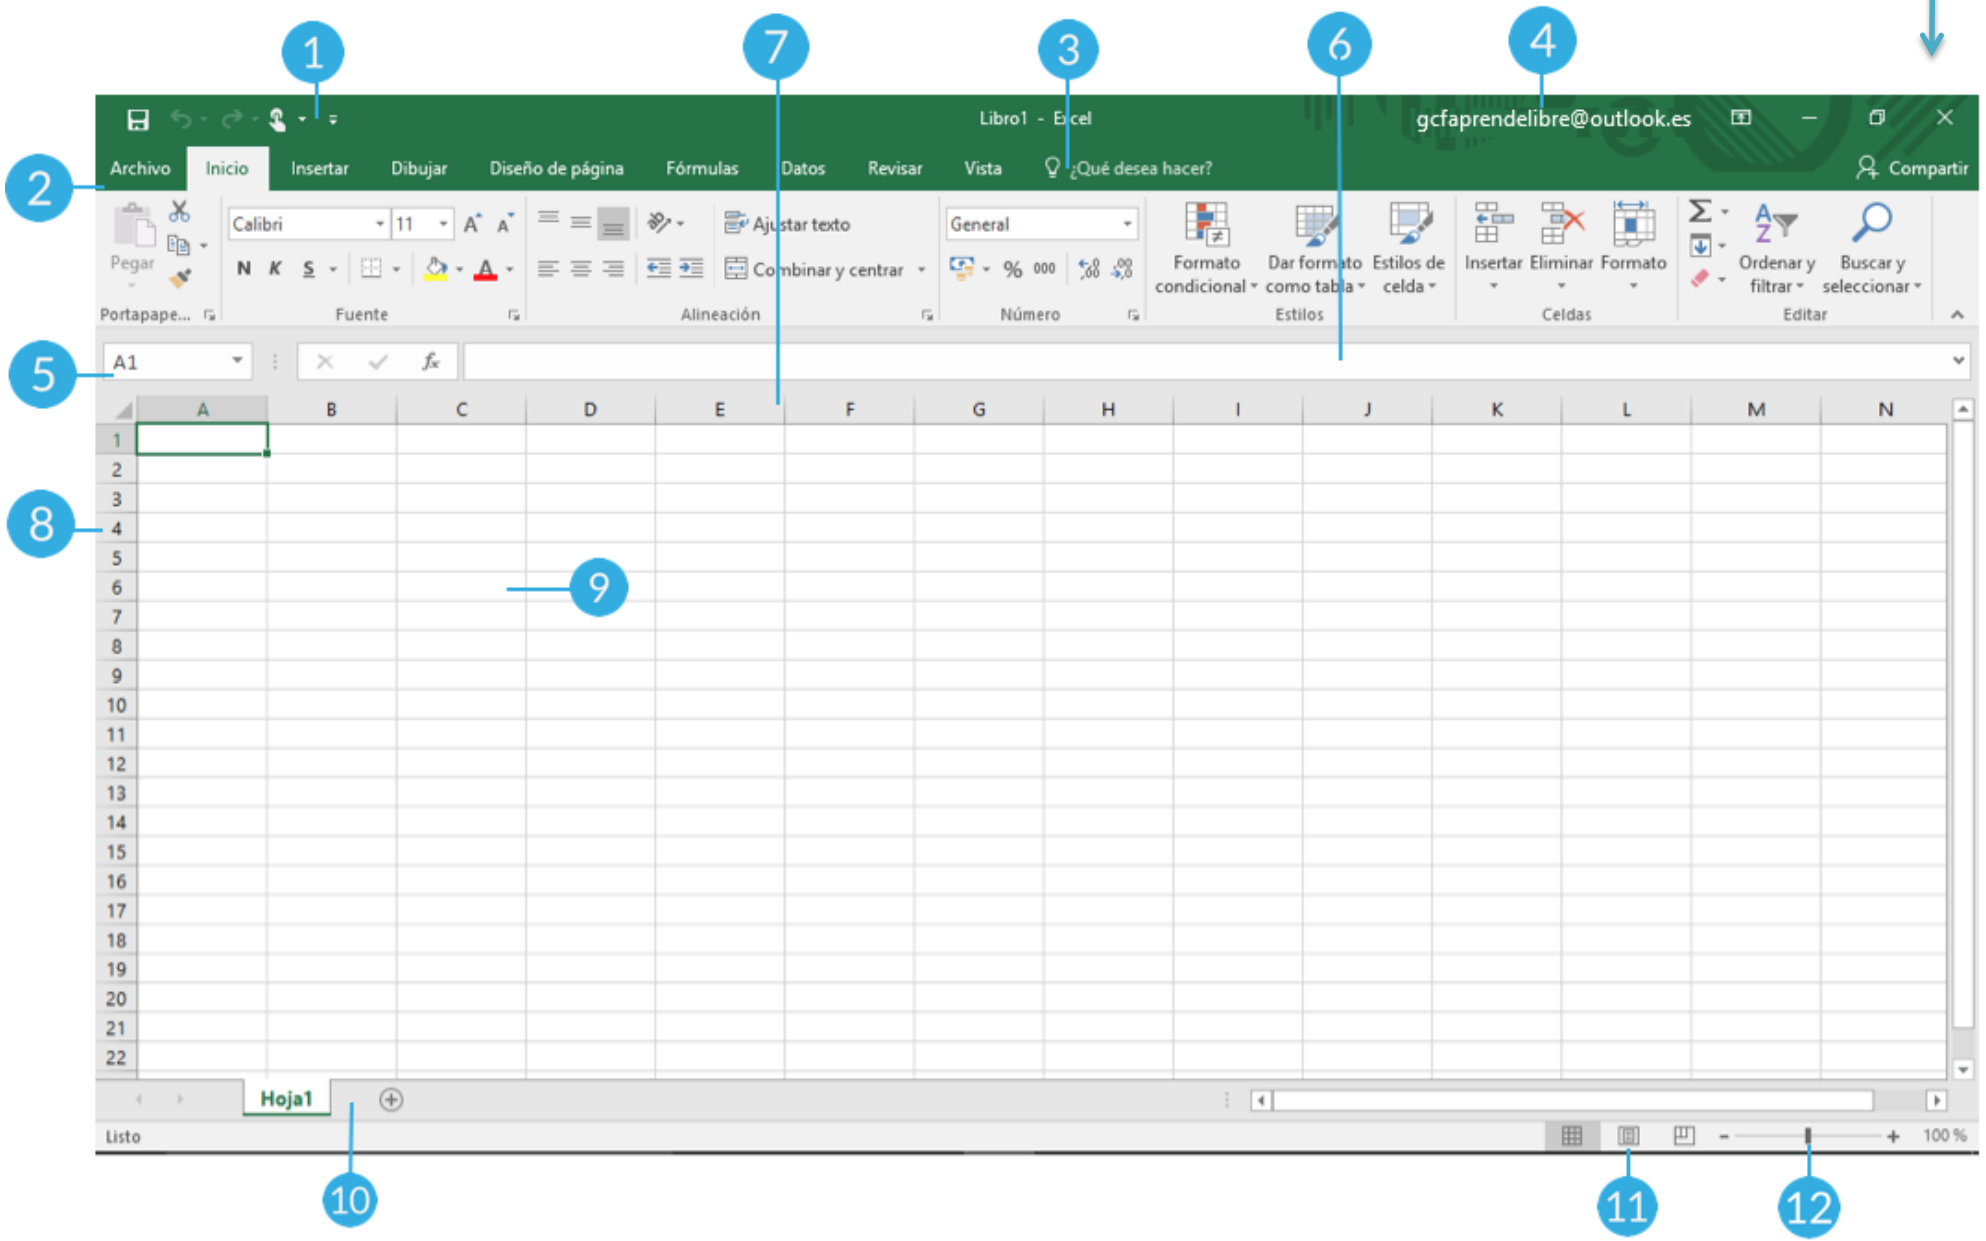 1 7 3 6 4
Libro1 - Excel gcfaprendelibre@outlook.es
2 Archivo Inicio Insertar Dibujar Diseño de página Fórmulas Datos Revisar Vista ¿Qué desea hacer? Compartir
Calibri 11 A A Ajustar texto General Σ A Z
Pegar N K S A Combinar y centrar % 000 Formato condicional Dar formato como tabla Estilos de celda Insertar Eliminar Formato Ordenar y filtrar Buscar y seleccionar
Portapape... Fuente Alineación Número Estilos Celdas Editar
5 A1 fx
A B C D E F G H I J K L M N
1
2
3
8 4
5
6 9
7
8
9
10
11
12
13
14
15
16
17
18
19
20
21
22
Hoja1
Listo - + 100 %
10 11 12